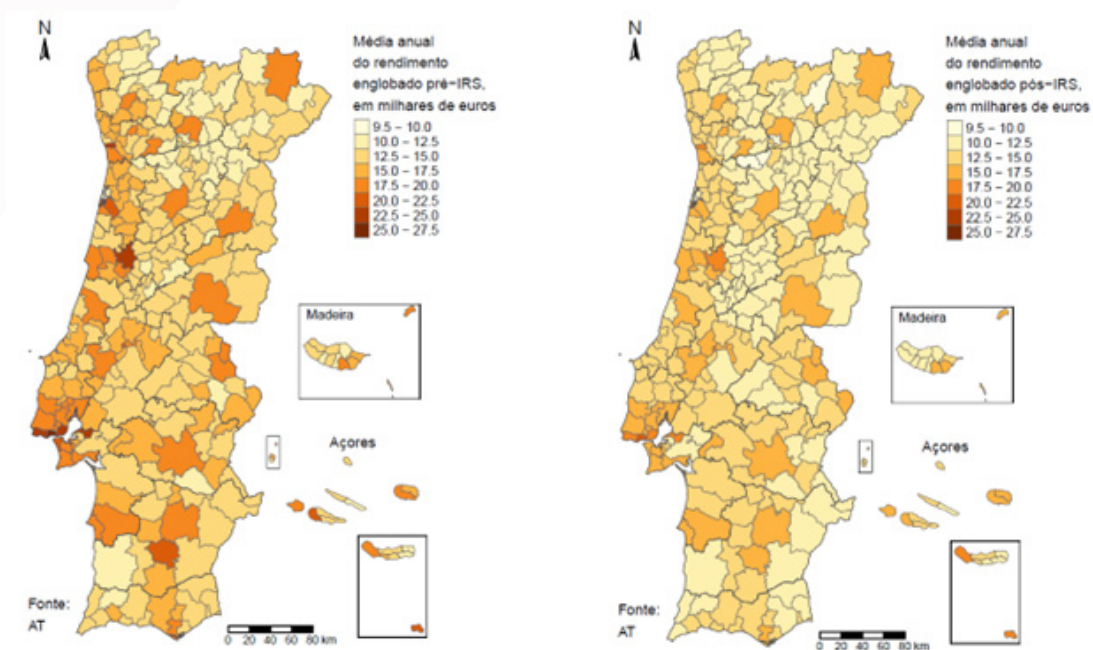 N
Média anual
do rendimento
englobado pré-IRS,
em milhares de euros
9.5 - 10.0
10.0 - 12.5
12.5 - 15.0
15.0 - 17.5
17.5 - 20.0
20.0 - 22.5
22.5 - 25.0
25.0 - 27.5
Madeira
Açores
Fonte:
AT
0 20 40 60 80 km
N
Média anual
do rendimento
englobado pós-IRS,
em milhares de euros
9.5 - 10.0
10.0 - 12.5
12.5 - 15.0
15.0 - 17.5
17.5 - 20.0
20.0 - 22.5
22.5 - 25.0
25.0 - 27.5
Madeira
Açores
Fonte:
AT
0 20 40 60 80 km